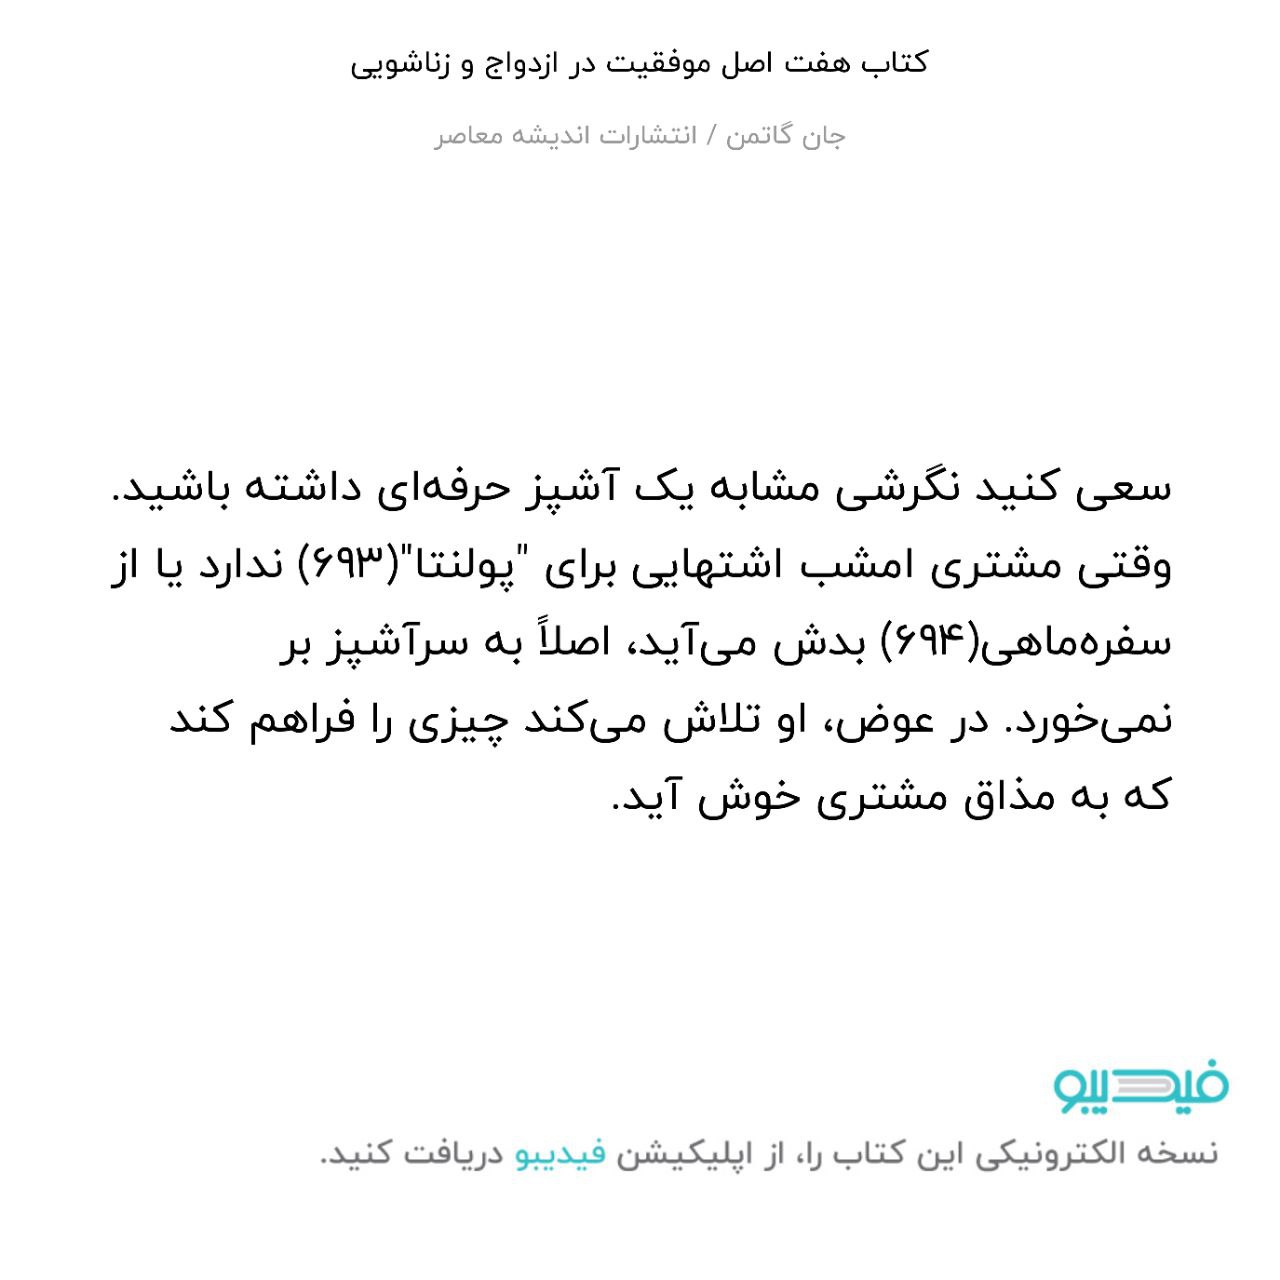 کتاب هفت اصل موفقیت در ازدواج و زناشویی
جان گاتمن / انتشارات اندیشه معاصر
سعی کنید نگرشی مشابه یک آشپز حرفه‌ای داشته باشید.
وقتی مشتری امشب اشتهایی برای "پولنتا"(۶۹۳) ندارد یا از
سفره‌ماهی(۶۹۴) بدش می‌آید، اصلاً به سرآشپز بر
نمی‌خورد. در عوض، او تلاش می‌کند چیزی را فراهم کند
که به مذاق مشتری خوش آید.
فیدیبو
نسخه الکترونیکی این کتاب را، از اپلیکیشن فیدیبو دریافت کنید.